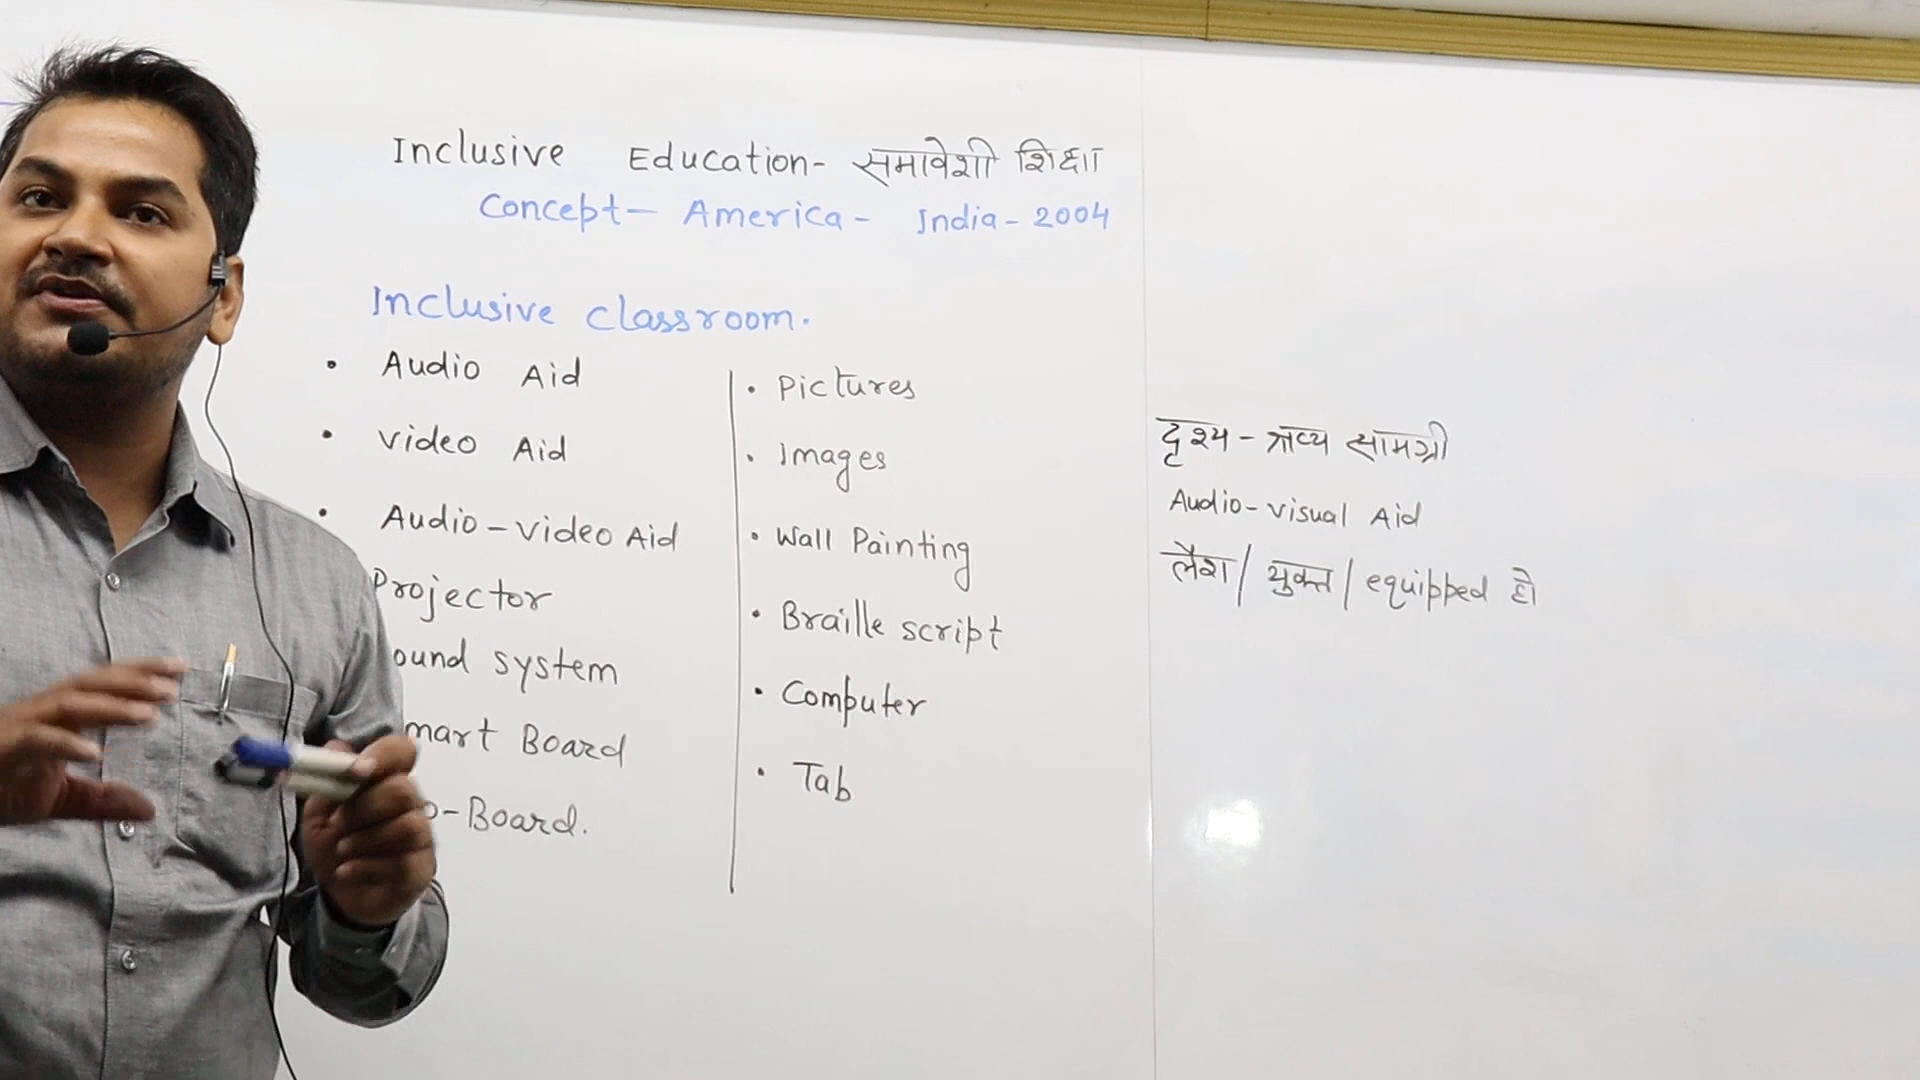 Inclusive Education- समावेशी शिक्षा
Concept- America- India-2004
Inclusive classroom.
• Audio Aid
• video Aid
• Audio-video Aid
Projector
ound system
mart Board
o-Board.
• Pictures
• Images
• Wall Painting
• Braille script
• Computer
• Tab
दृश्य-श्रव्य सामग्री
Audio-visual Aid
लैश/ युक्त/ equipped हो